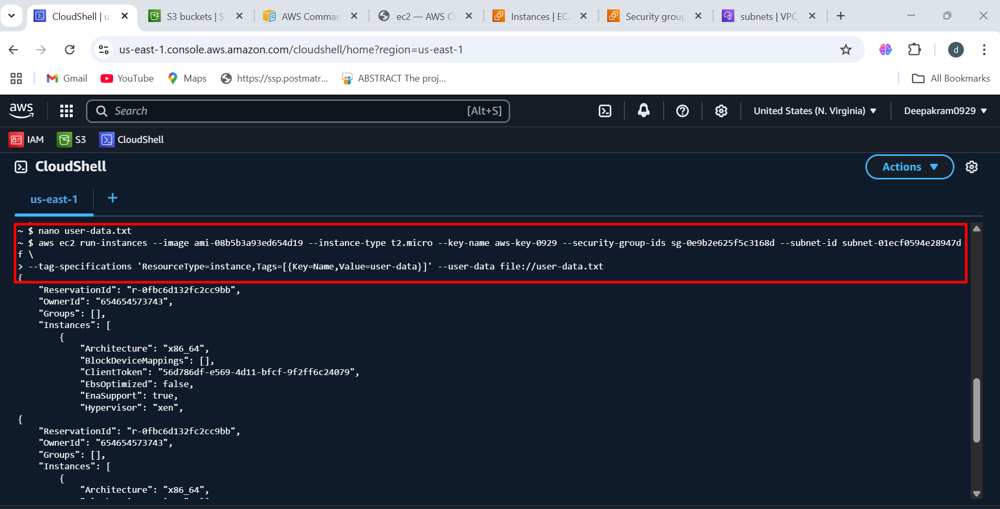 CloudShell | us
S3 buckets | S
AWS Comman
ec2 — AWS Cl
Instances | EC2
Security group
subnets | VPC
us-east-1.console.aws.amazon.com/cloudshell/home?region=us-east-1
d
Gmail
YouTube
Maps
https://ssp.postmatr...
ABSTRACT The proj...
All Bookmarks
aws
Search
[Alt+S]
United States (N. Virginia)
Deepakram0929
IAM
S3
CloudShell
CloudShell
Actions
us-east-1
~ $ nano user-data.txt
~ $ aws ec2 run-instances --image ami-08b5b3a93ed654d19 --instance-type t2.micro --key-name aws-key-0929 --security-group-ids sg-0e9b2e625f5c3168d --subnet-id subnet-01ecf0594e28947d
f \
> --tag-specifications 'ResourceType=instance,Tags=[{Key=Name,Value=user-data}]' --user-data file://user-data.txt
{
"ReservationId": "r-0fbc6d132fc2cc9bb",
"OwnerId": "654654573743",
"Groups": [],
"Instances": [
{
"Architecture": "x86_64",
"BlockDeviceMappings": [],
"ClientToken": "56d786df-e569-4d11-bfcf-9f2ff6c24079",
"EbsOptimized": false,
"EnaSupport": true,
"Hypervisor": "xen",
{
"ReservationId": "r-0fbc6d132fc2cc9bb",
"OwnerId": "654654573743",
"Groups": [],
"Instances": [
{
"Architecture": "x86_64",